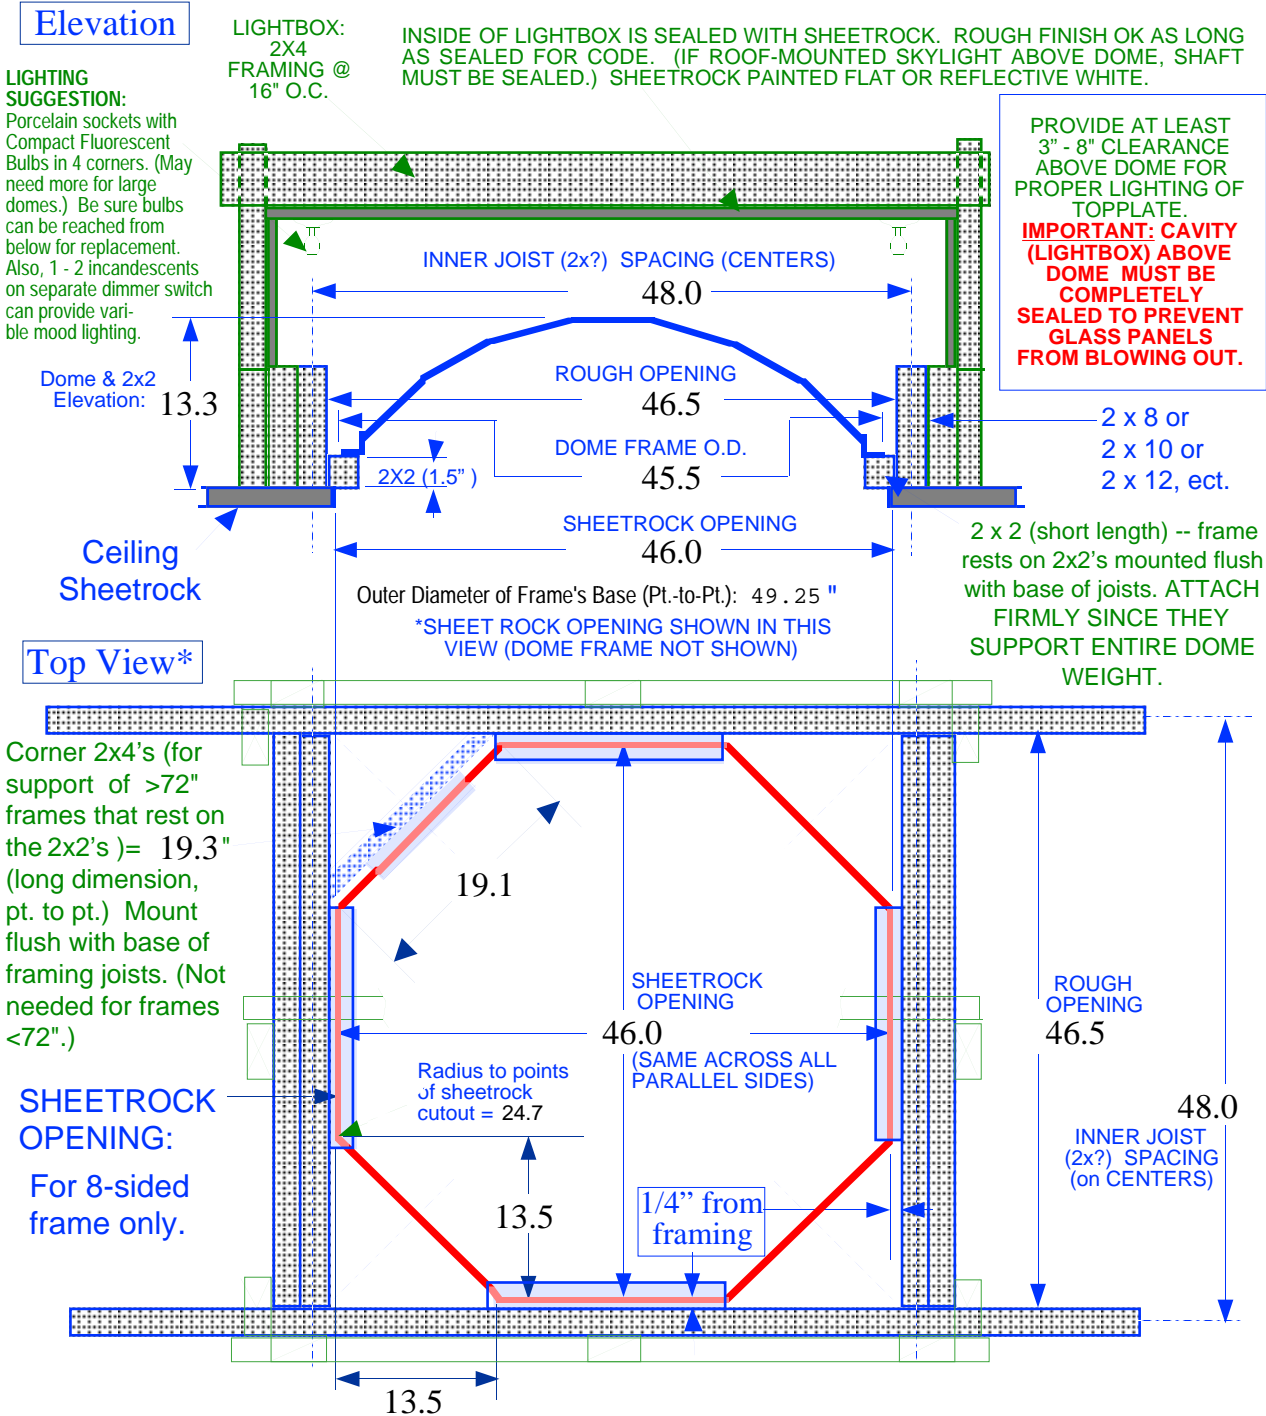 Elevation
LIGHTBOX:
2X4
FRAMING @
16" O.C.
INSIDE OF LIGHTBOX IS SEALED WITH SHEETROCK. ROUGH FINISH OK AS LONG
AS SEALED FOR CODE. (IF ROOF-MOUNTED SKYLIGHT ABOVE DOME, SHAFT
MUST BE SEALED.) SHEETROCK PAINTED FLAT OR REFLECTIVE WHITE.
LIGHTING
SUGGESTION:
Porcelain sockets with
Compact Fluorescent
Bulbs in 4 corners. (May
need more for large
domes.) Be sure bulbs
can be reached from
below for replacement.
Also, 1 - 2 incandescents
on separate dimmer switch
can provide vari-
ble mood lighting.
PROVIDE AT LEAST
3” - 8" CLEARANCE
ABOVE DOME FOR
PROPER LIGHTING OF
TOPPLATE.
IMPORTANT: CAVITY
(LIGHTBOX) ABOVE
DOME MUST BE
COMPLETELY
SEALED TO PREVENT
GLASS PANELS
FROM BLOWING OUT.
INNER JOIST (2x?) SPACING (CENTERS)
48.0
Dome & 2x2
Elevation:
13.3
ROUGH OPENING
46.5
DOME FRAME O.D.
45.5
2X2 (1.5” )
2 x 8 or
2 x 10 or
2 x 12, ect.
SHEETROCK OPENING
46.0
Ceiling
Sheetrock
2 x 2 (short length) -- frame
rests on 2x2's mounted flush
with base of joists. ATTACH
FIRMLY SINCE THEY
SUPPORT ENTIRE DOME
WEIGHT.
Outer Diameter of Frame's Base (Pt.-to-Pt.): 49.25 "
*SHEET ROCK OPENING SHOWN IN THIS
VIEW (DOME FRAME NOT SHOWN)
Top View*
Corner 2x4's (for
support of >72"
frames that rest on
the 2x2's )= 19.3"
(long dimension,
pt. to pt.) Mount
flush with base of
framing joists. (Not
needed for frames
<72".)
19.1
SHEETROCK
OPENING
46.0
(SAME ACROSS ALL
PARALLEL SIDES)
ROUGH
OPENING
46.5
Radius to points
of sheetrock
cutout = 24.7
SHEETROCK
OPENING:
For 8-sided
frame only.
48.0
INNER JOIST
(2x?) SPACING
(on CENTERS)
13.5
1/4” from
framing
13.5